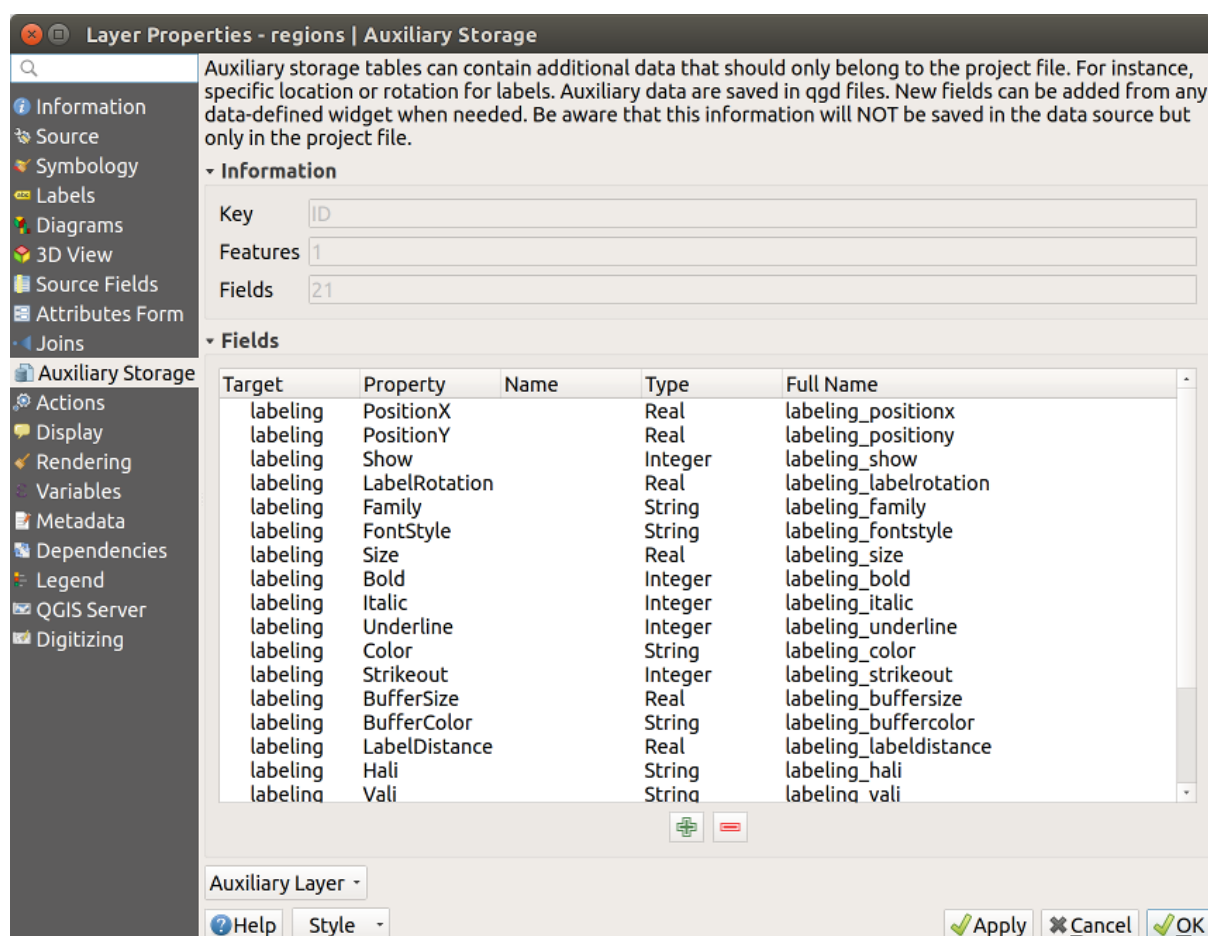 Layer Properties - regions | Auxiliary Storage
Information
Source
Symbology
Labels
Diagrams
3D View
Source Fields
Attributes Form
Joins
Auxiliary Storage
Actions
Display
Rendering
Variables
Metadata
Dependencies
Legend
QGIS Server
Digitizing
Auxiliary storage tables can contain additional data that should only belong to the project file. For instance,
specific location or rotation for labels. Auxiliary data are saved in qgd files. New fields can be added from any
data-defined widget when needed. Be aware that this information will NOT be saved in the data source but
only in the project file.
Information
Key ID
Features 1
Fields 21
Fields
Target Property Name Type Full Name
labeling PositionX Real labeling_positionx
labeling PositionY Real labeling_positiony
labeling Show Integer labeling_show
labeling LabelRotation Real labeling_labelrotation
labeling Family String labeling_family
labeling FontStyle String labeling_fontstyle
labeling Size Real labeling_size
labeling Bold Integer labeling_bold
labeling Italic Integer labeling_italic
labeling Underline Integer labeling_underline
labeling Color String labeling_color
labeling Strikeout Integer labeling_strikeout
labeling BufferSize Real labeling_buffersize
labeling BufferColor String labeling_buffercolor
labeling LabelDistance Real labeling_labeldistance
labeling Hali String labeling_hali
labeling Vali String labeling_vali
Auxiliary Layer
Help Style Apply Cancel OK